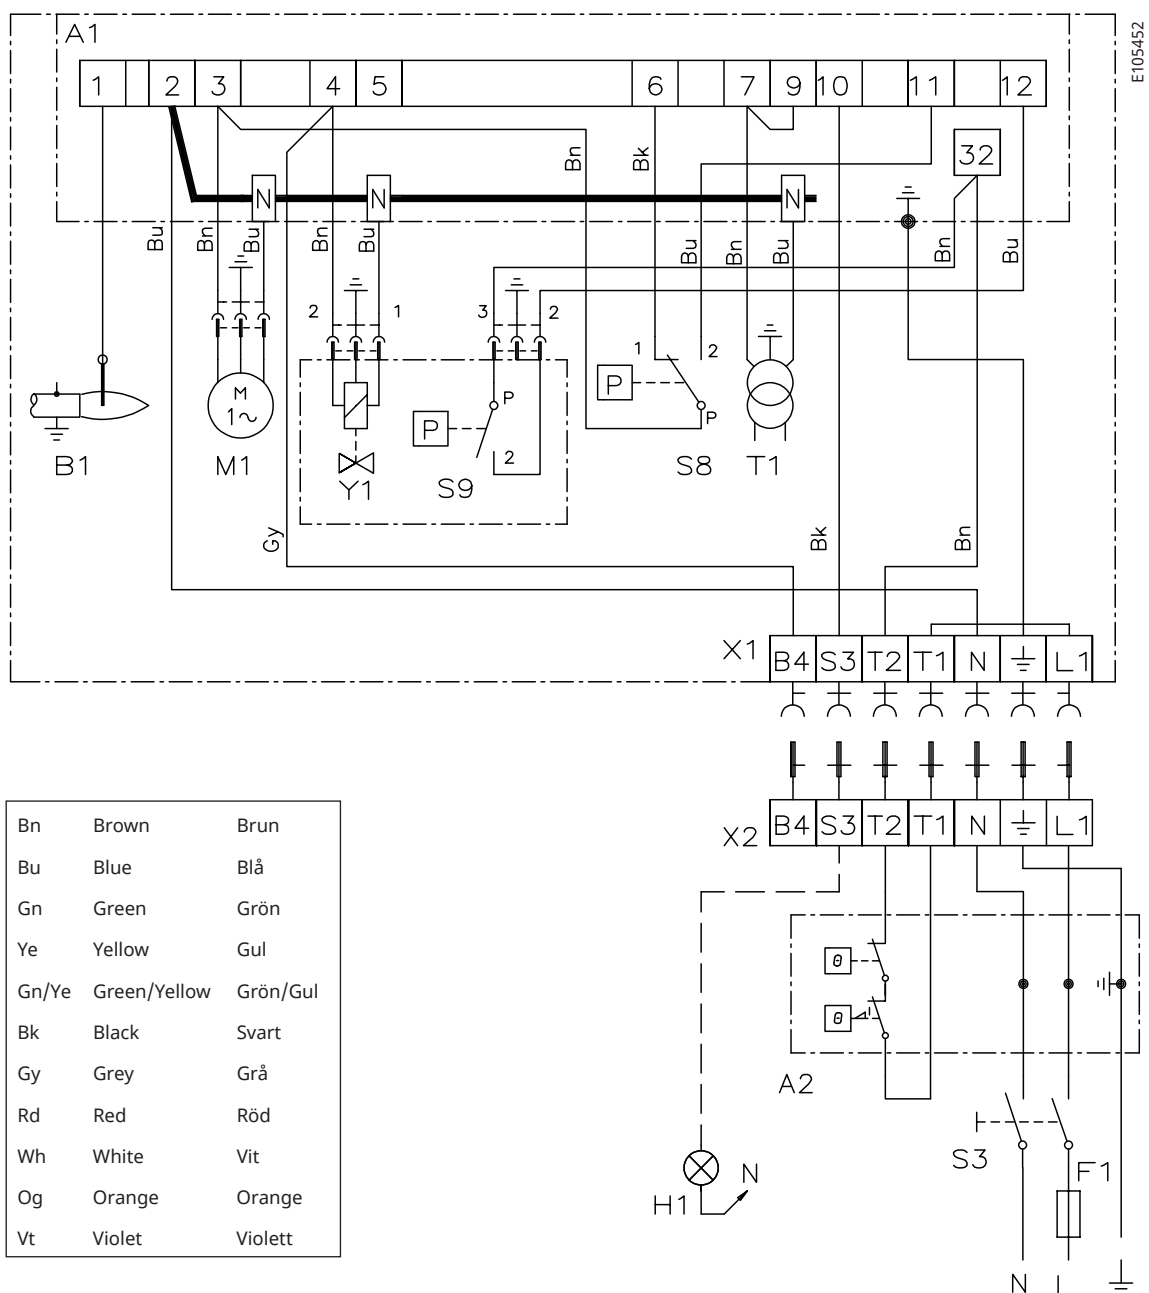 E105452
A1
1 2 3 4 5 6 7 9 10 11 12
32
N N N
Bn Bk
Bu Bn Bu Bn Bu Bu Bn Bu Bn Bu
2 1 3 2
1 2
M
1~
P
P
P
P
2
B1 M1 Y1 S9 S8 T1
Gy Bk Bn
X1 B4 S3 T2 T1 N L1
X2 B4 S3 T2 T1 N L1
θ
θ
A2
S3 F1
H1 N
N L
Bn Brown Brun
Bu Blue Blå
Gn Green Grön
Ye Yellow Gul
Gn/Ye Green/Yellow Grön/Gul
Bk Black Svart
Gy Grey Grå
Rd Red Röd
Wh White Vit
Og Orange Orange
Vt Violet Violett